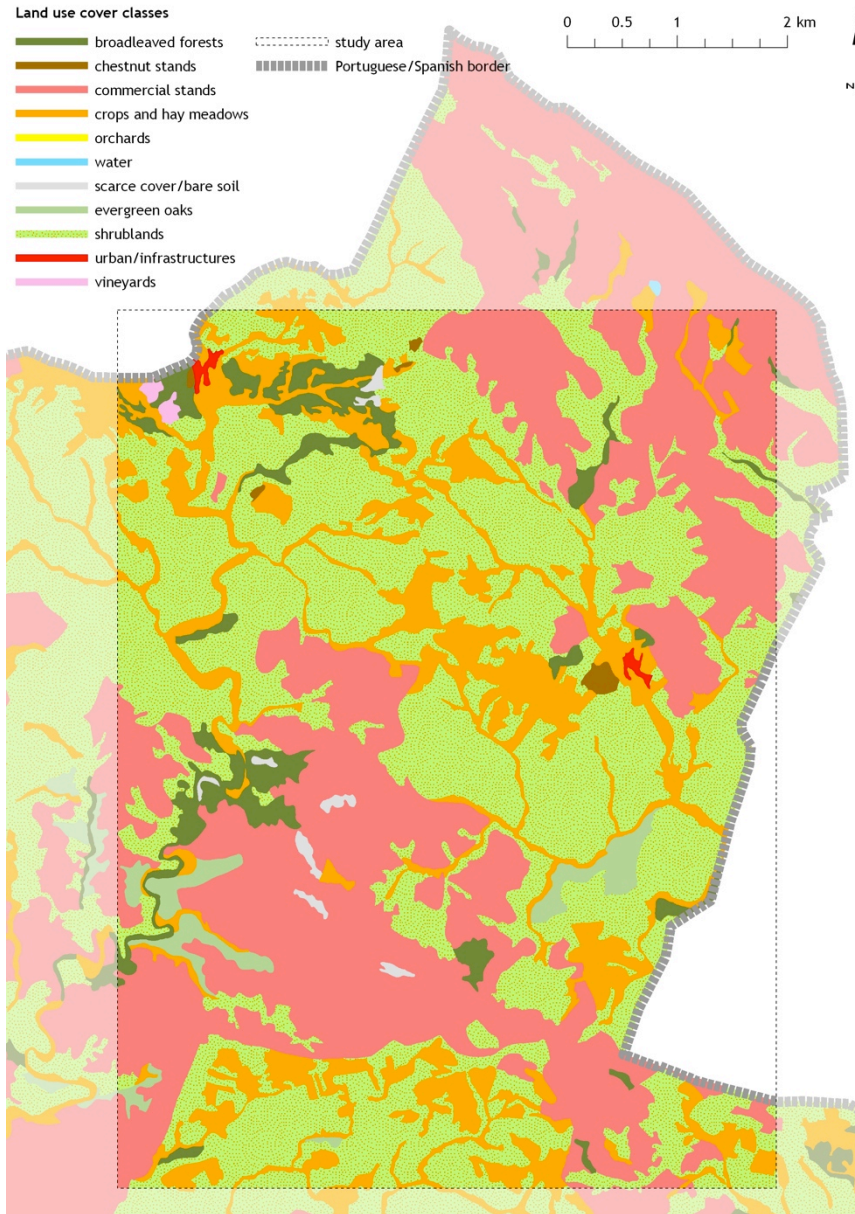 Land use cover classes
broadleaved forests
chestnut stands
commercial stands
crops and hay meadows
orchards
water
scarce cover/bare soil
evergreen oaks
shrublands
urban/infrastructures
vineyards
study area
Portuguese/Spanish border
0 0.5 1 2 km
z